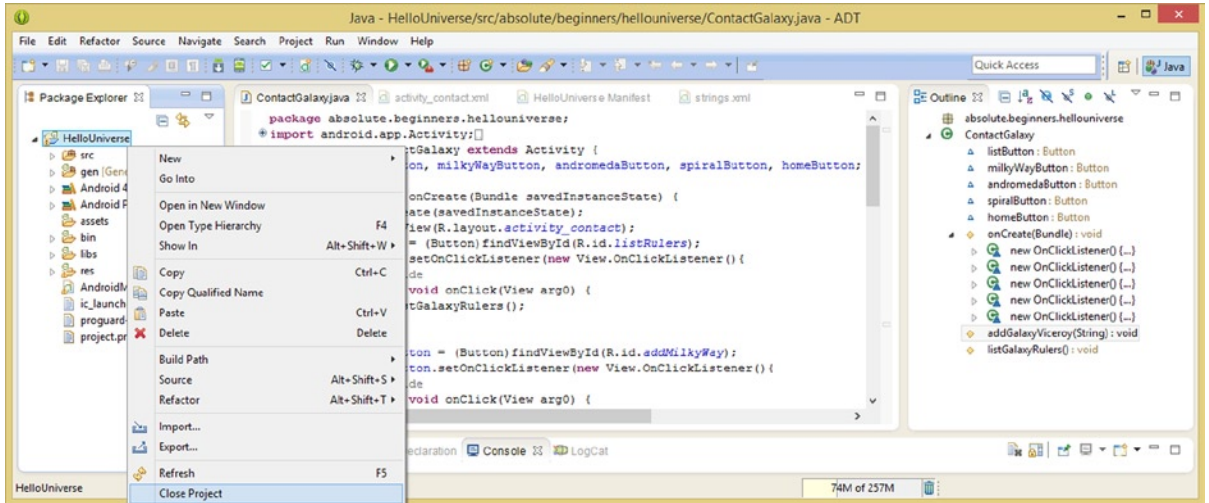 Java - HelloUniverse/src/absolute/beginners/hellouniverse/ContactGalaxy.java - ADT
File Edit Refactor Source Navigate Search Project Run Window Help
Quick Access
Java
Package Explorer
HelloUniverse
src
gen [Gene
Android 4
Android P
assets
bin
libs
res
AndroidM
ic_launch
proguard-
project.pr
New
Go Into
Open in New Window
Open Type Hierarchy F4
Show In Alt+Shift+W
Copy Ctrl+C
Copy Qualified Name
Paste Ctrl+V
Delete Delete
Build Path
Source Alt+Shift+S
Refactor Alt+Shift+T
Import...
Export...
Refresh F5
Close Project
ContactGalaxy.java activity_contact.xml HelloUniverse Manifest strings.xml
package absolute.beginners.hellouniverse;
import android.app.Activity;
tGalaxy extends Activity {
on, milkyWayButton, andromedaButton, spiralButton, homeButton;
onCreate(Bundle savedInstanceState) {
ate(savedInstanceState);
View(R.layout.activity_contact);
= (Button)findViewById(R.id.listRulers);
setOnClickListener(new View.OnClickListener(){
de
void onClick(View arg0) {
tGalaxyRulers();
ton = (Button)findViewById(R.id.addMilkyWay);
ton.setOnClickListener(new View.OnClickListener(){
de
void onClick(View arg0) {
eclaration Console LogCat
Outline
absolute.beginners.hellouniverse
ContactGalaxy
listButton : Button
milkyWayButton : Button
andromedaButton : Button
spiralButton : Button
homeButton : Button
onCreate(Bundle) : void
new OnClickListener() {...}
new OnClickListener() {...}
new OnClickListener() {...}
new OnClickListener() {...}
new OnClickListener() {...}
addGalaxyViceroy(String) : void
listGalaxyRulers() : void
HelloUniverse
74M of 257M